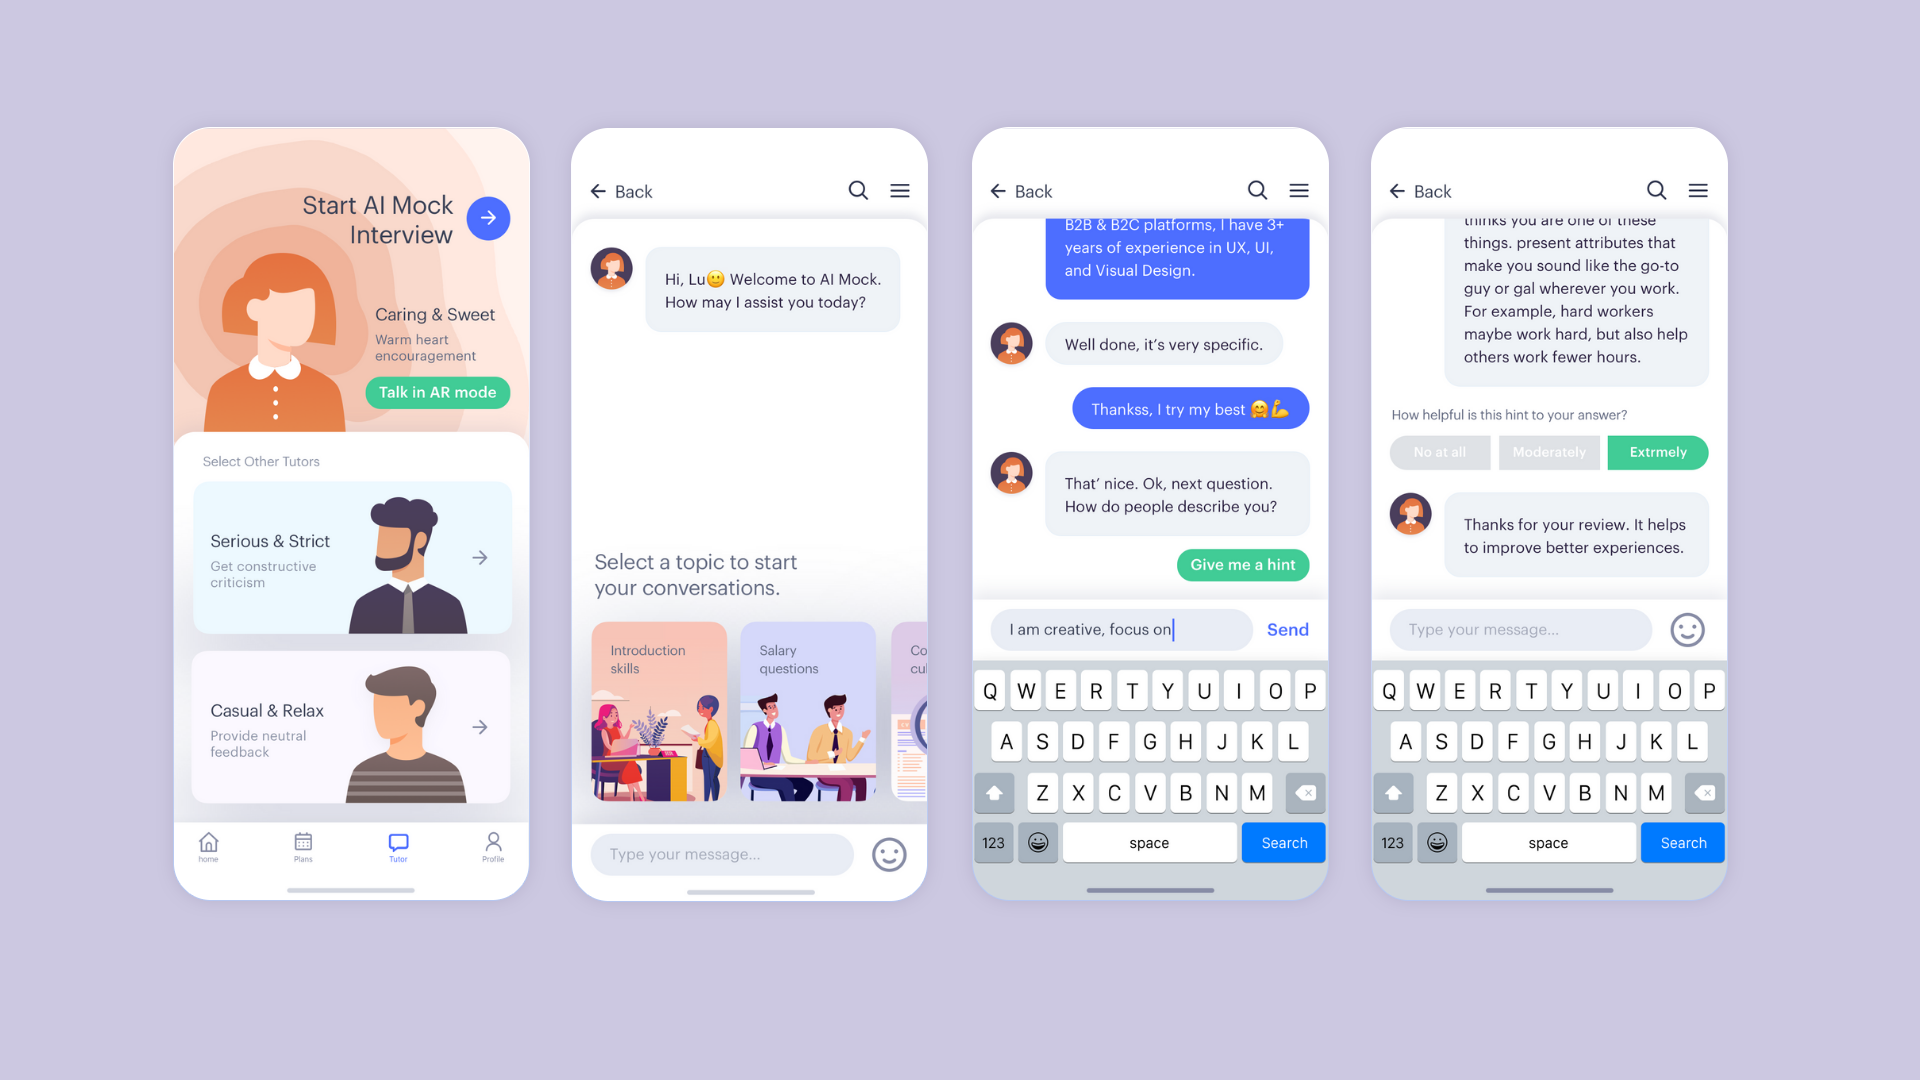 Start AI Mock
Interview
Caring & Sweet
Warm heart
encouragement
Talk in AR mode
Select Other Tutors
Serious & Strict
Get constructive
criticism
Casual & Relax
Provide neutral
feedback
home
Plans
Tutor
Profile
Back
Hi, Lu🙂 Welcome to AI Mock.
How may I assist you today?
Select a topic to start
your conversations.
Introduction
skills
Salary
questions
Co
cul
Type your message...
Back
B2B & B2C platforms, I have 3+
years of experience in UX, UI,
and Visual Design.
Well done, it’s very specific.
Thankss, I try my best 🤗💪
That’ nice. Ok, next question.
How do people describe you?
Give me a hint
I am creative, focus on
Send
Q W E R T Y U I O P
A S D F G H J K L
Z X C V B N M
123
space
Search
Back
thinks you are one of these
things. present attributes that
make you sound like the go-to
guy or gal wherever you work.
For example, hard workers
maybe work hard, but also help
others work fewer hours.
How helpful is this hint to your answer?
No at all
Moderately
Extrmely
Thanks for your review. It helps
to improve better experiences.
Type your message...
Q W E R T Y U I O P
A S D F G H J K L
Z X C V B N M
123
space
Search